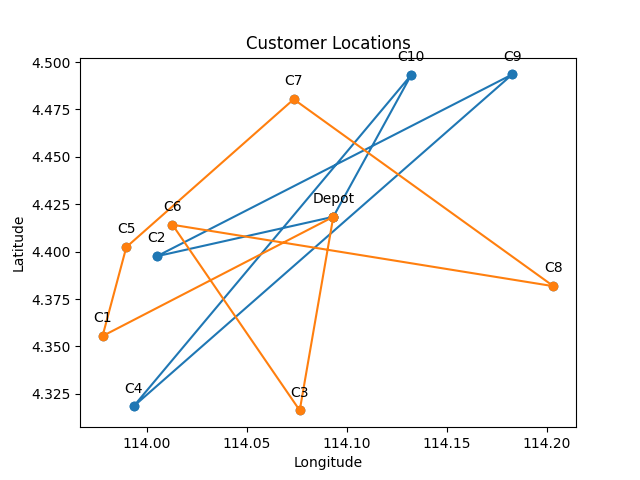 Customer Locations
C10
C9
C7
Depot
C6
C5
C2
C8
C1
C4
C3
4.500
4.475
4.450
4.425
4.400
4.375
4.350
4.325
Latitude
114.00
114.05
114.10
114.15
114.20
Longitude